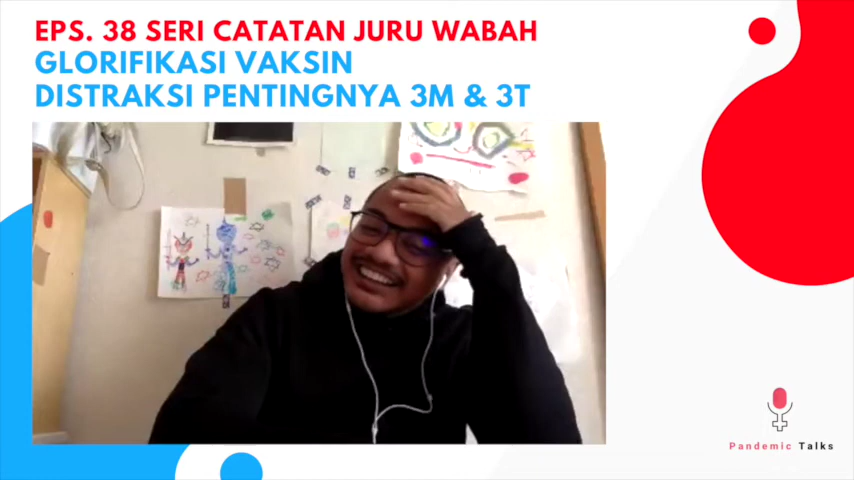 EPS. 38 SERI CATATAN JURU WABAH
GLORIFIKASI VAKSIN
DISTRAKSI PENTINGNYA 3M & 3T
Pandemic Talks